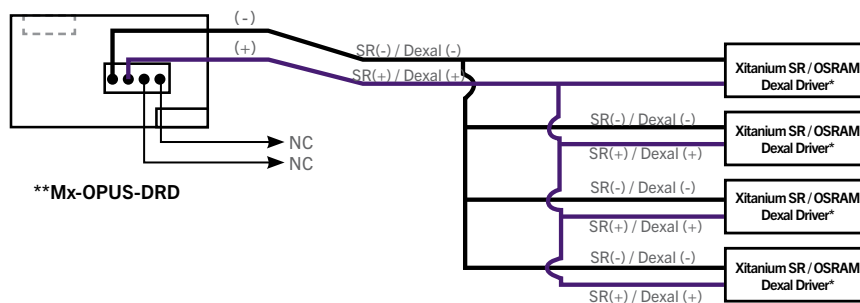 (-)
(+)
SR(-) / Dexal (-)
SR(+) / Dexal (+)
Xitanium SR / OSRAM
Dexal Driver*
SR(-) / Dexal (-)
SR(+) / Dexal (+)
Xitanium SR / OSRAM
Dexal Driver*
NC
NC
**Mx-OPUS-DRD
SR(-) / Dexal (-)
SR(+) / Dexal (+)
Xitanium SR / OSRAM
Dexal Driver*
SR(-) / Dexal (-)
SR(+) / Dexal (+)
Xitanium SR / OSRAM
Dexal Driver*